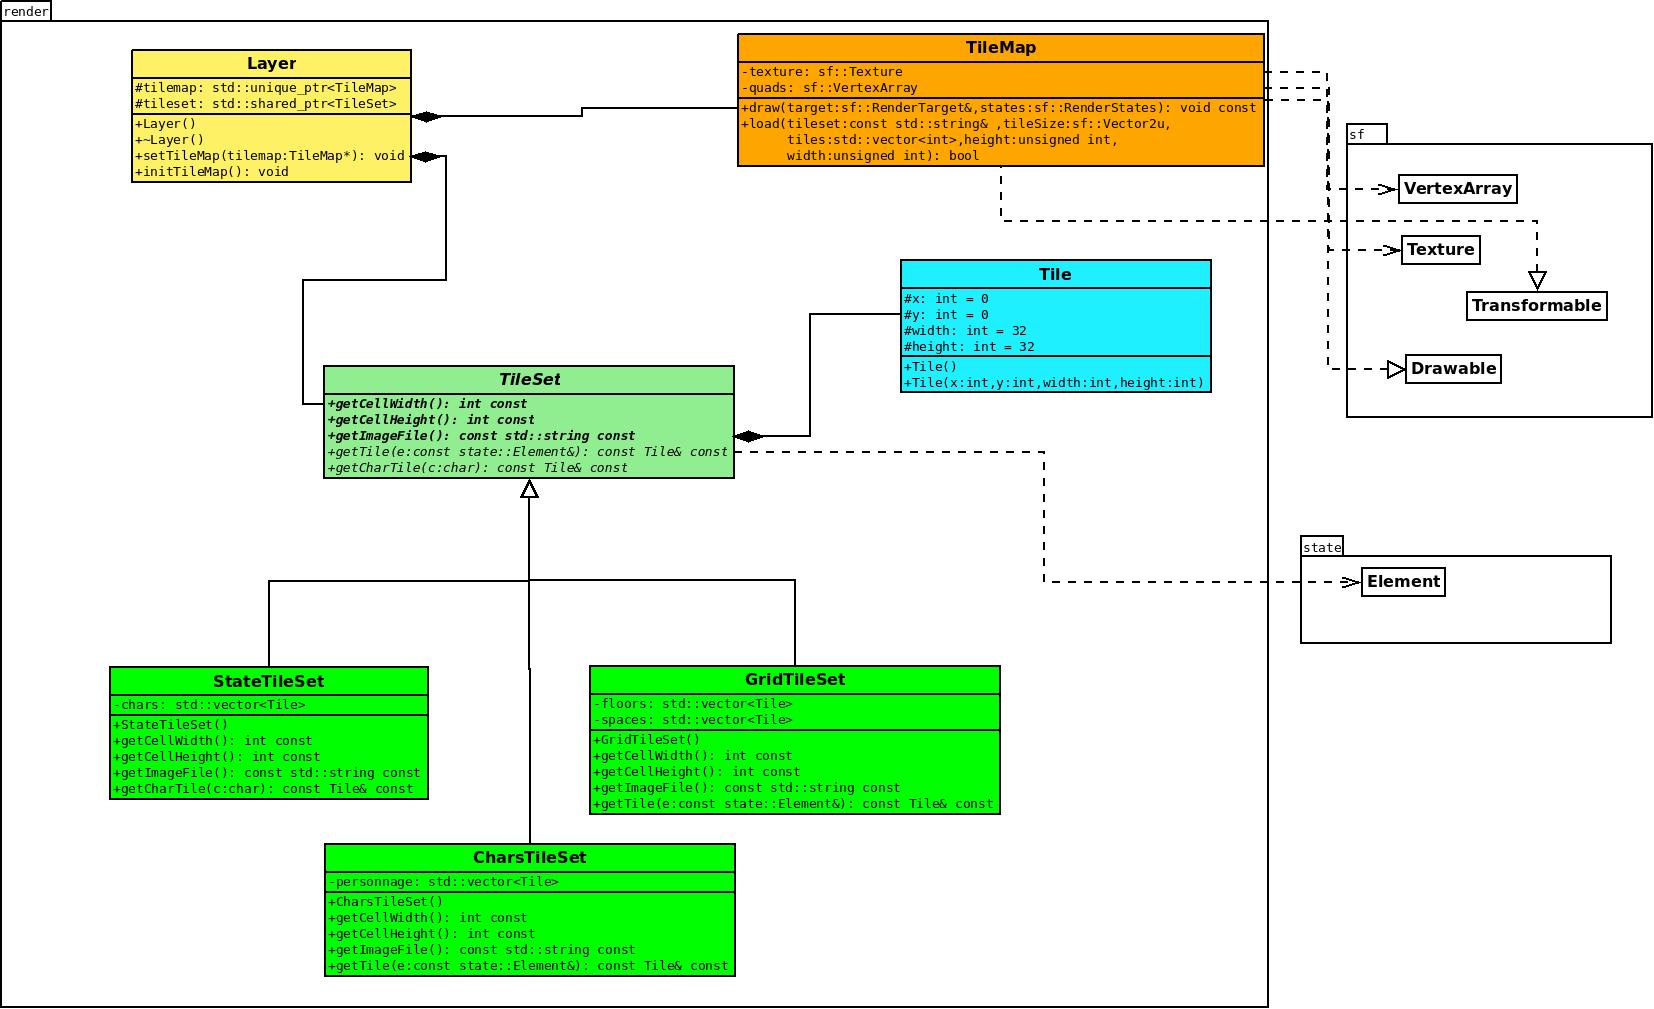 render
Layer
#tilemap: std::unique_ptr<TileMap>
#tileset: std::shared_ptr<TileSet>
+Layer()
+~Layer()
+setTileMap(tilemap:TileMap*): void
+initTileMap(): void
TileMap
-texture: sf::Texture
-quads: sf::VertexArray
+draw(target:sf::RenderTarget&,states:sf::RenderStates): void const
+load(tileset:const std::string& ,tileSize:sf::Vector2u,
tiles:std::vector<int>,height:unsigned int,
width:unsigned int): bool
sf
VertexArray
Texture
Transformable
Drawable
Tile
#x: int = 0
#y: int = 0
#width: int = 32
#height: int = 32
+Tile()
+Tile(x:int,y:int,width:int,height:int)
TileSet
+getCellWidth(): int const
+getCellHeight(): int const
+getImageFile(): const std::string const
+getTile(e:const state::Element&): const Tile& const
+getCharTile(c:char): const Tile& const
state
Element
StateTileSet
-chars: std::vector<Tile>
+StateTileSet()
+getCellWidth(): int const
+getCellHeight(): int const
+getImageFile(): const std::string const
+getCharTile(c:char): const Tile& const
GridTileSet
-floors: std::vector<Tile>
-spaces: std::vector<Tile>
+GridTileSet()
+getCellWidth(): int const
+getCellHeight(): int const
+getImageFile(): const std::string const
+getTile(e:const state::Element&): const Tile& const
CharsTileSet
-personnage: std::vector<Tile>
+CharsTileSet()
+getCellWidth(): int const
+getCellHeight(): int const
+getImageFile(): const std::string const
+getTile(e:const state::Element&): const Tile& const